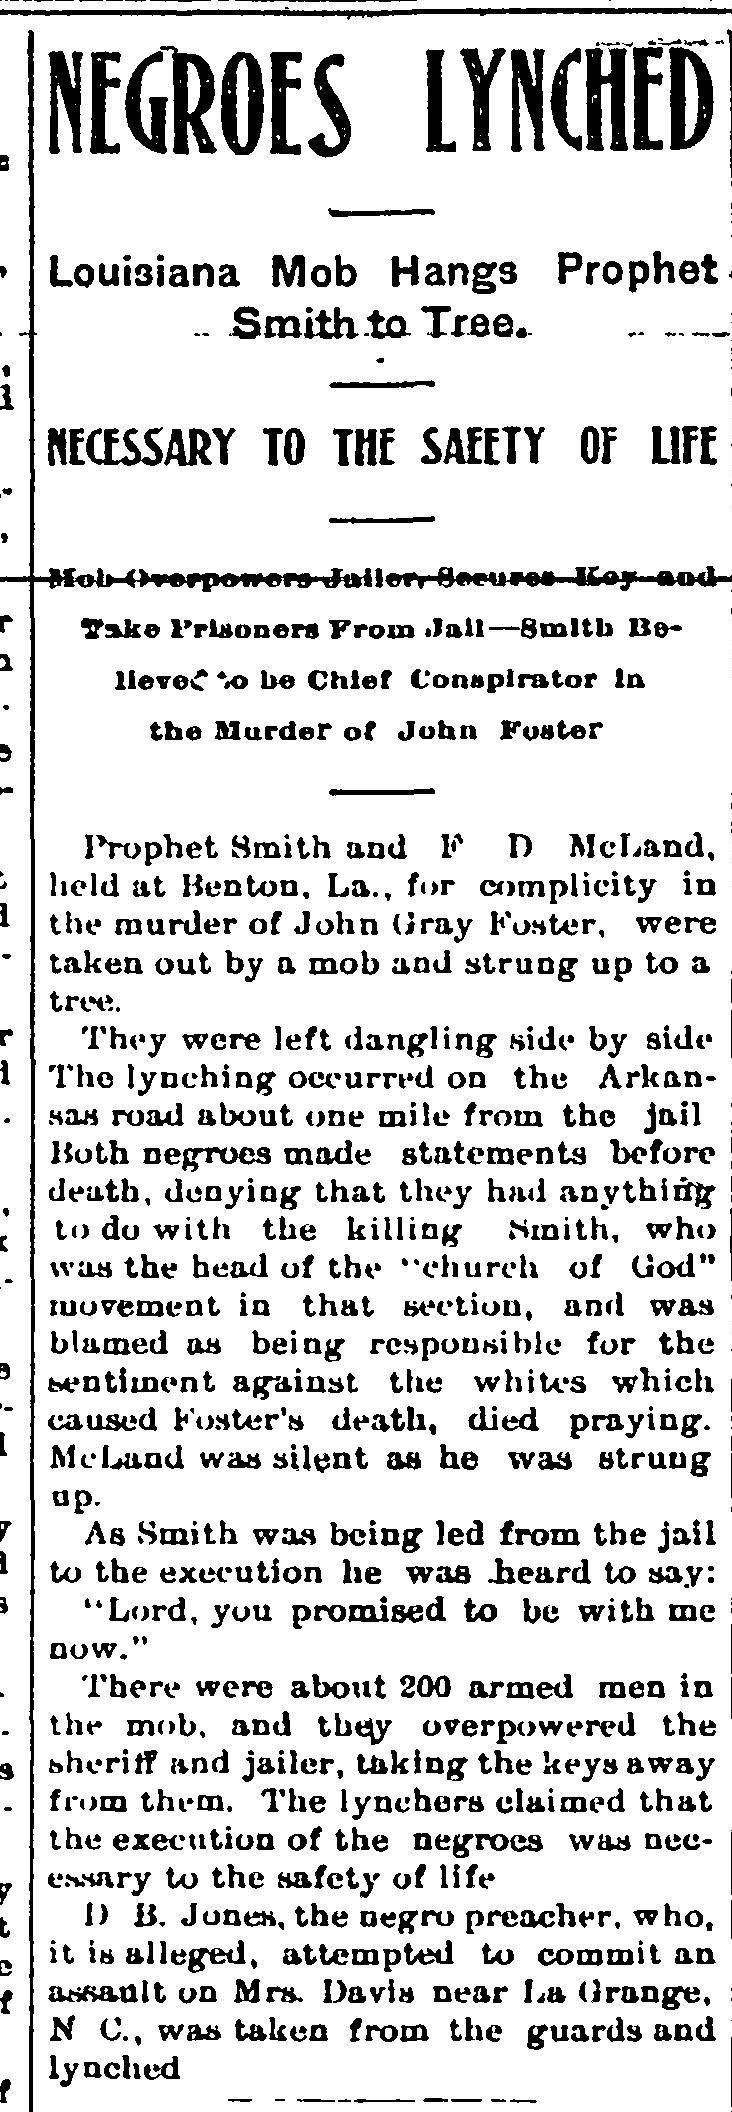 NEGROES LYNCHED
Louisiana Mob Hangs Prophet
Smith to Tree.
NECESSARY TO THE SAFETY OF LIFE
Mob Overpowers Jailer, Secures Key and
Take Prisoners From Jail—Smith Be-
lieved to be Chief Conspirator in
the Murder of John Foster
Prophet Smith and F D McLand,
held at Benton, La., for complicity in
the murder of John Gray Foster, were
taken out by a mob and strung up to a
tree.
They were left dangling side by side
The lynching occurred on the Arkan-
sas road about one mile from the jail
Both negroes made statements before
death, denying that they had anything
to do with the killing Smith, who
was the head of the "church of God"
movement in that section, and was
blamed as being responsible for the
sentiment against the whites which
caused Foster's death, died praying.
McLand was silent as he was strung
up.
As Smith was being led from the jail
to the execution he was heard to say:
"Lord, you promised to be with me
now."
There were about 200 armed men in
the mob, and they overpowered the
sheriff and jailer, taking the keys away
from them. The lynchers claimed that
the execution of the negroes was nec-
essary to the safety of life
D B. Jones, the negro preacher, who,
it is alleged, attempted to commit an
assault on Mrs. Davis near La Grange,
N C., was taken from the guards and
lynched